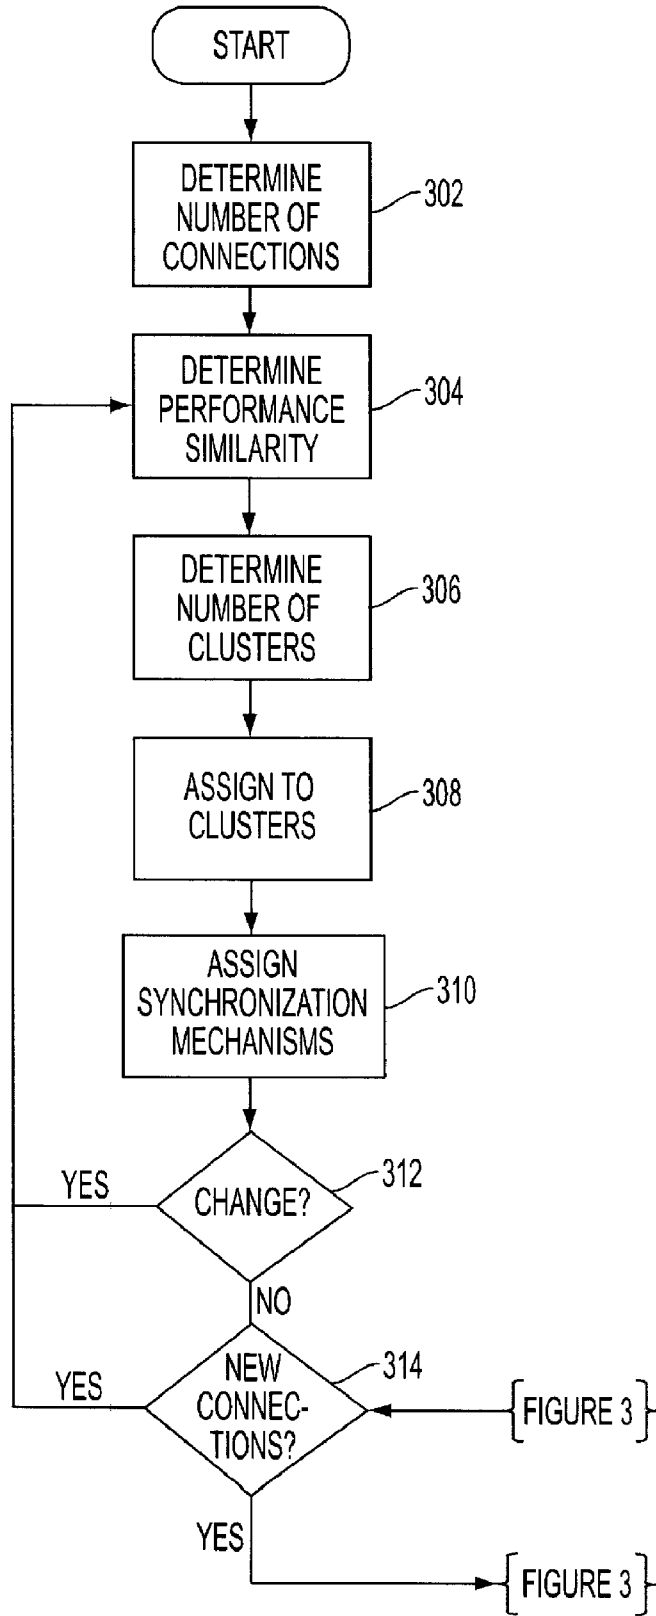 START
DETERMINE
NUMBER OF
CONNECTIONS
302
DETERMINE
PERFORMANCE
SIMILARITY
304
DETERMINE
NUMBER OF
CLUSTERS
306
ASSIGN TO
CLUSTERS
308
ASSIGN
SYNCHRONIZATION
MECHANISMS
310
CHANGE?
312
YES
NO
NEW
CONNEC-
TIONS?
314
YES
{FIGURE 3}
YES
{FIGURE 3}